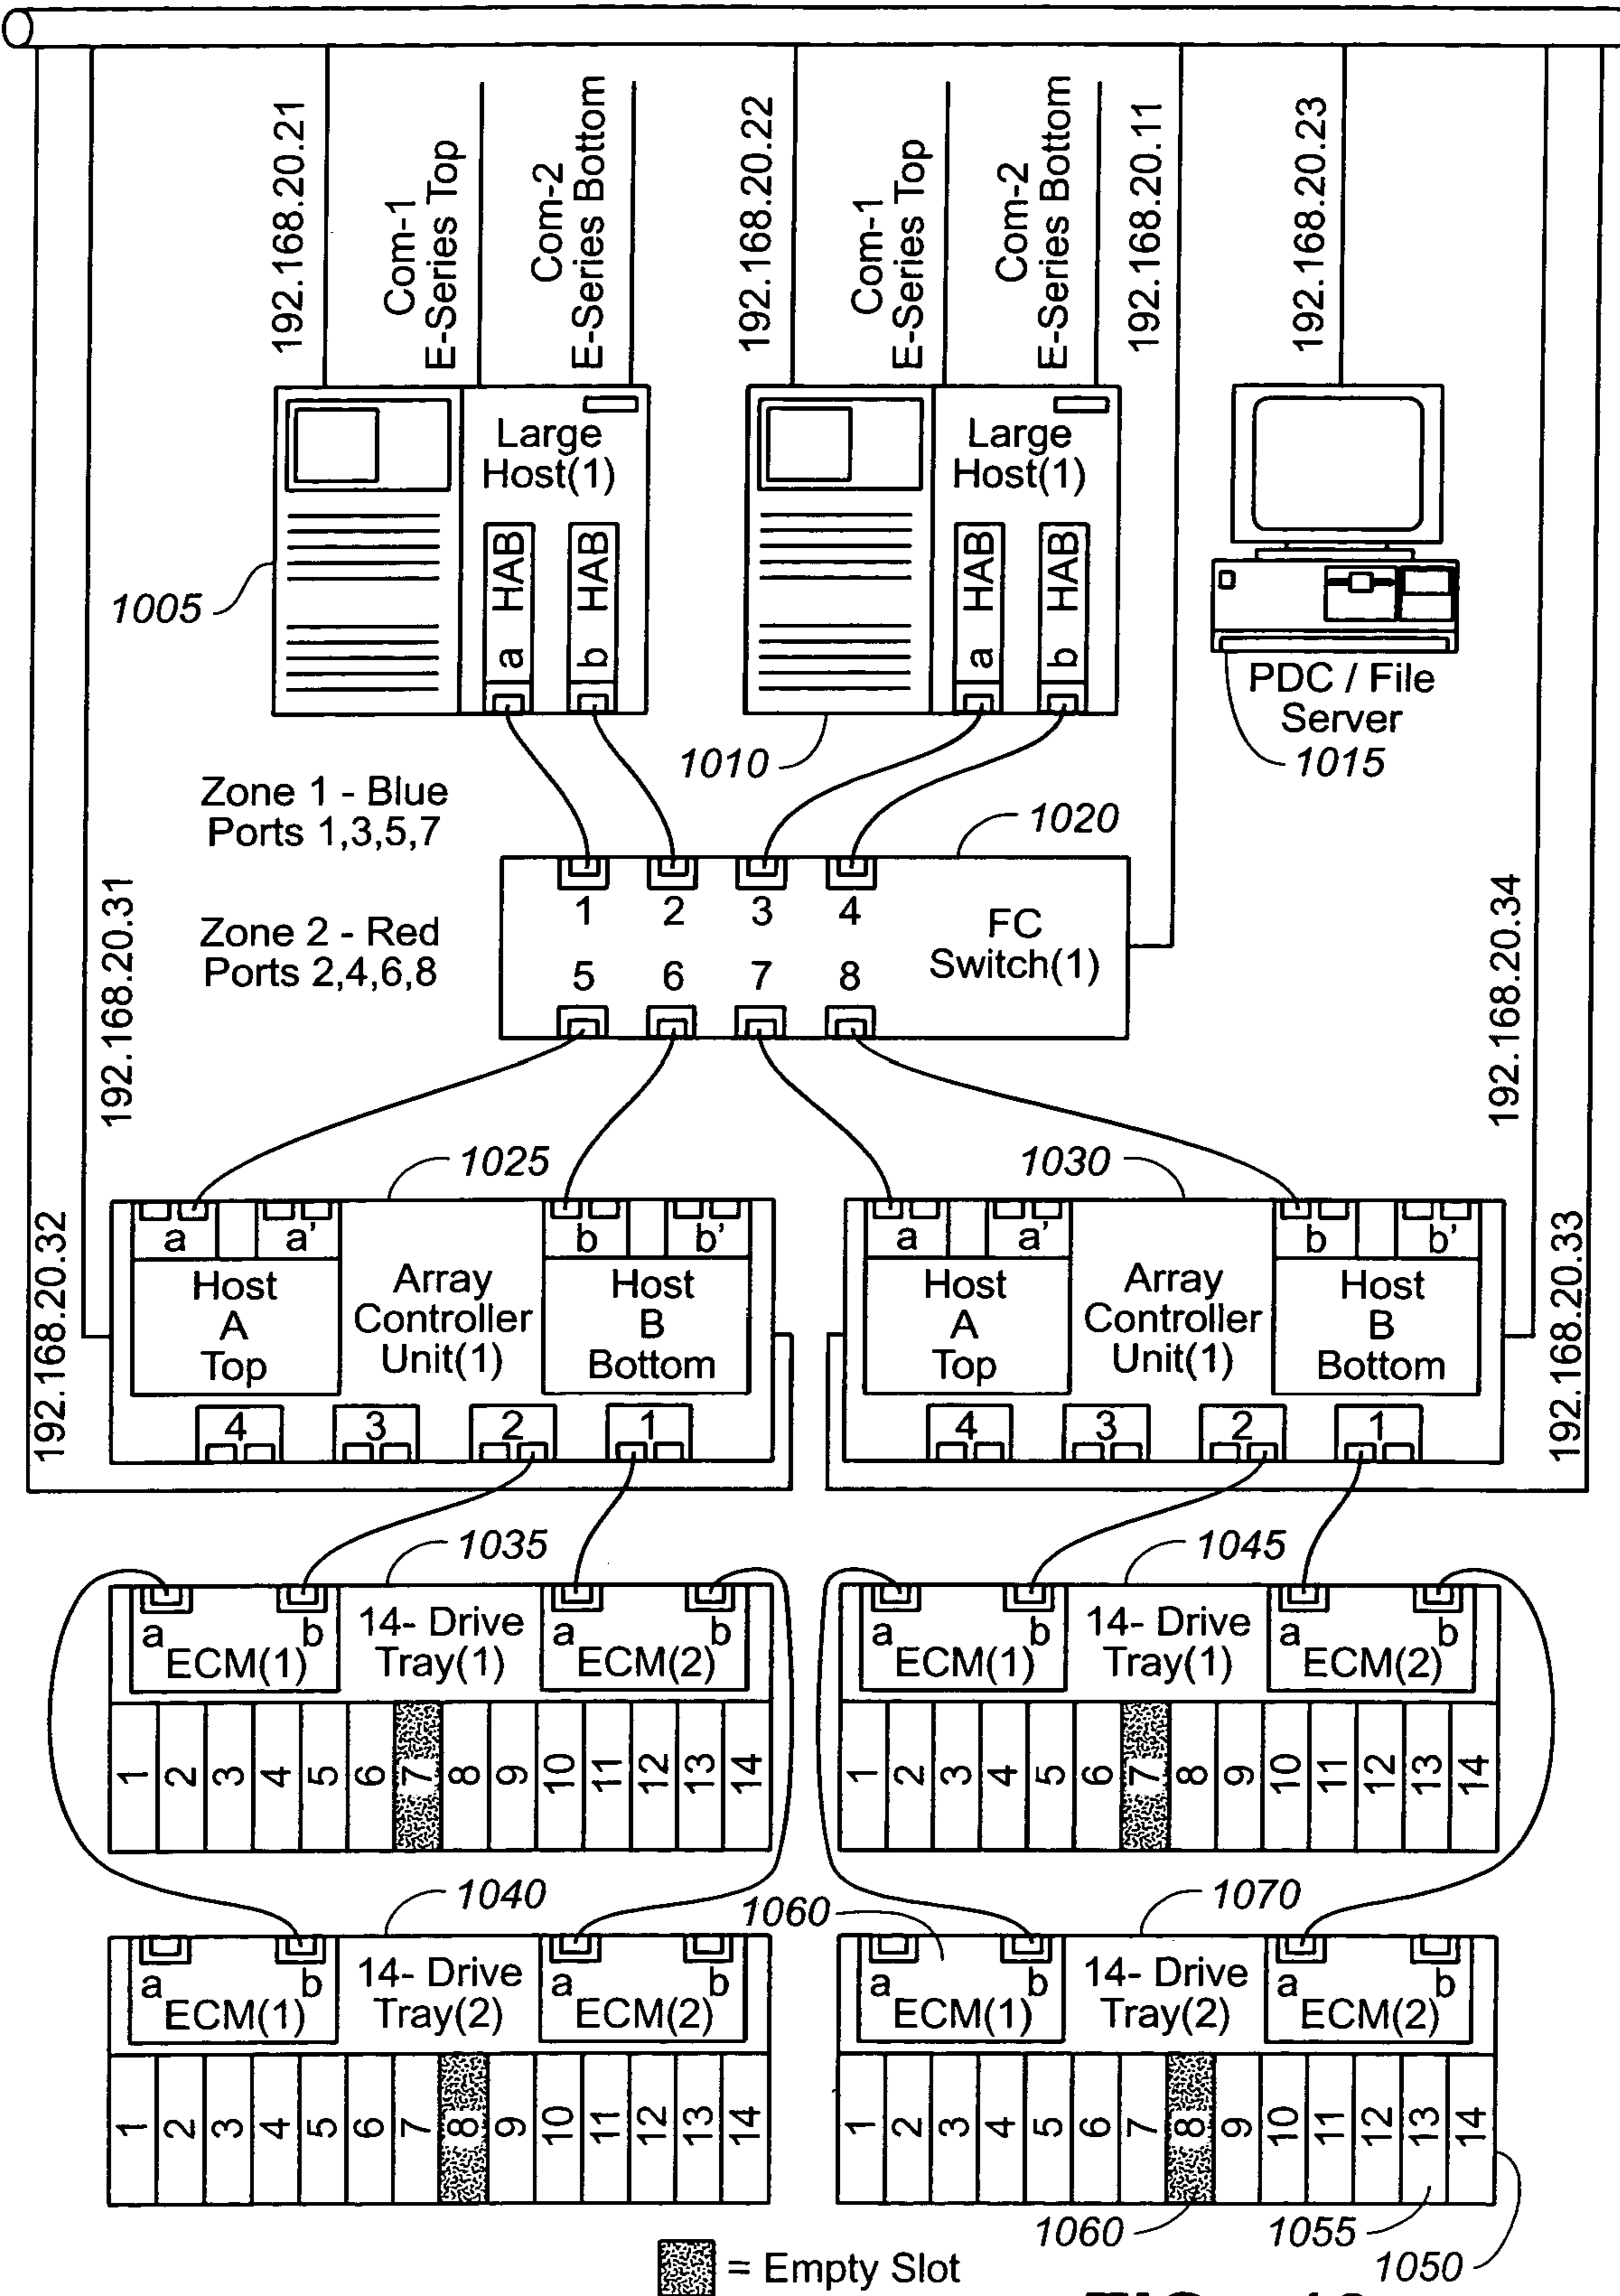 192.168.20.21
Com-1
E-Series Top
Com-2
E-Series Bottom
192.168.20.22
Com-1
E-Series Top
Com-2
E-Series Bottom
192.168.20.11
192.168.20.23
Large
Host(1)
a HAB
b HAB
1005
Large
Host(1)
a HAB
b HAB
1010
PDC / File
Server
1015
Zone 1 - Blue
Ports 1,3,5,7
Zone 2 - Red
Ports 2,4,6,8
1020
1 2 3 4
5 6 7 8
FC
Switch(1)
192.168.20.31
192.168.20.34
192.168.20.32
192.168.20.33
1025
a a' b b'
Host
A
Top
Array
Controller
Unit(1)
Host
B
Bottom
4 3 2 1
1030
a a' b b'
Host
A
Top
Array
Controller
Unit(1)
Host
B
Bottom
4 3 2 1
1035
a b
ECM(1)
14- Drive
Tray(1)
a b
ECM(2)
1 2 3 4 5 6 7 8 9 10 11 12 13 14
1045
a b
ECM(1)
14- Drive
Tray(1)
a b
ECM(2)
1 2 3 4 5 6 7 8 9 10 11 12 13 14
1040
a b
ECM(1)
14- Drive
Tray(2)
a b
ECM(2)
1 2 3 4 5 6 7 8 9 10 11 12 13 14
1060
1070
a b
ECM(1)
14- Drive
Tray(2)
a b
ECM(2)
1 2 3 4 5 6 7 8 9 10 11 12 13 14
1060
1055
1050
= Empty Slot